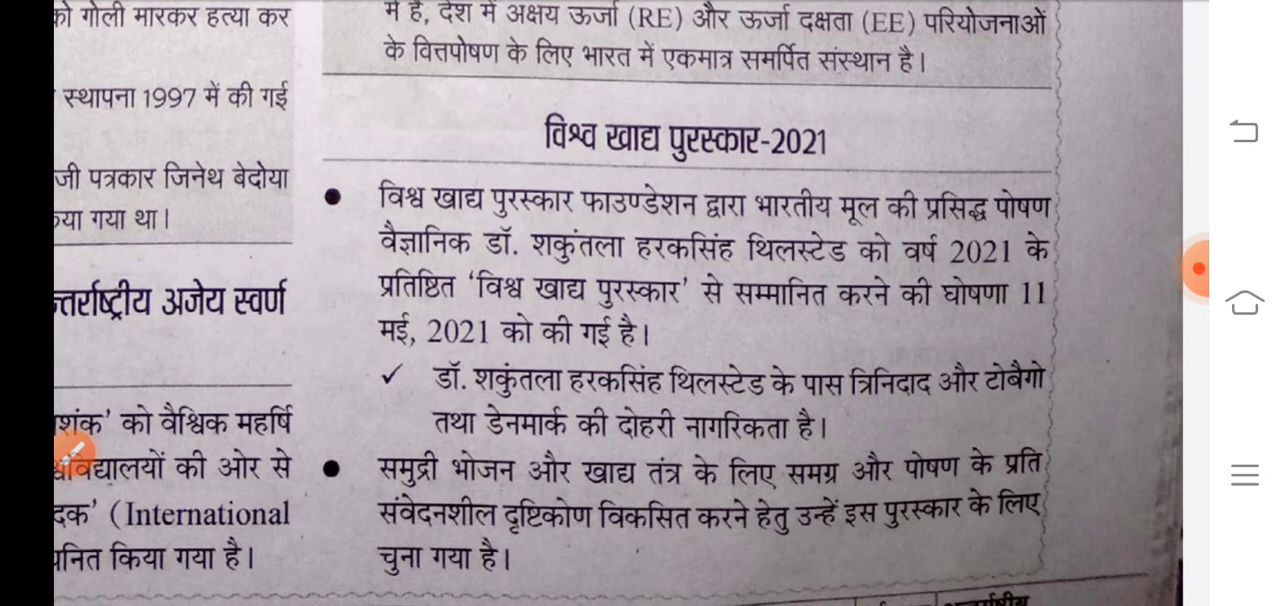 को गोली मारकर हत्या कर
स्थापना 1997 में की गई
जी पत्रकार जिनेथ बेदोया
या गया था।
अजेय स्वर्ण
को वैश्विक महर्षि
की ओर से
(International
किया गया है।
में है, देश में अक्षय ऊर्जा (RE) और ऊर्जा दक्षता (EE) परियोजनाओं
के वित्तपोषण के लिए भारत में एकमात्र समर्पित संस्थान है।
विश्व खाद्य पुरस्कार-2021
● विश्व खाद्य पुरस्कार फाउण्डेशन द्वारा भारतीय मूल की प्रसिद्ध पोषण
वैज्ञानिक डॉ. शकुंतला हरकसिंह थिलस्टेड को वर्ष 2021 के
प्रतिष्ठित ‘विश्व खाद्य पुरस्कार’ से सम्मानित करने की घोषणा 11
मई, 2021 को की गई है।
✓ डॉ. शकुंतला हरकसिंह थिलस्टेड के पास त्रिनिदाद और टोबैगो
तथा डेनमार्क की दोहरी नागरिकता है।
● समुद्री भोजन और खाद्य तंत्र के लिए समग्र और पोषण के प्रति
संवेदनशील दृष्टिकोण विकसित करने हेतु उन्हें इस पुरस्कार के लिए
चुना गया है।